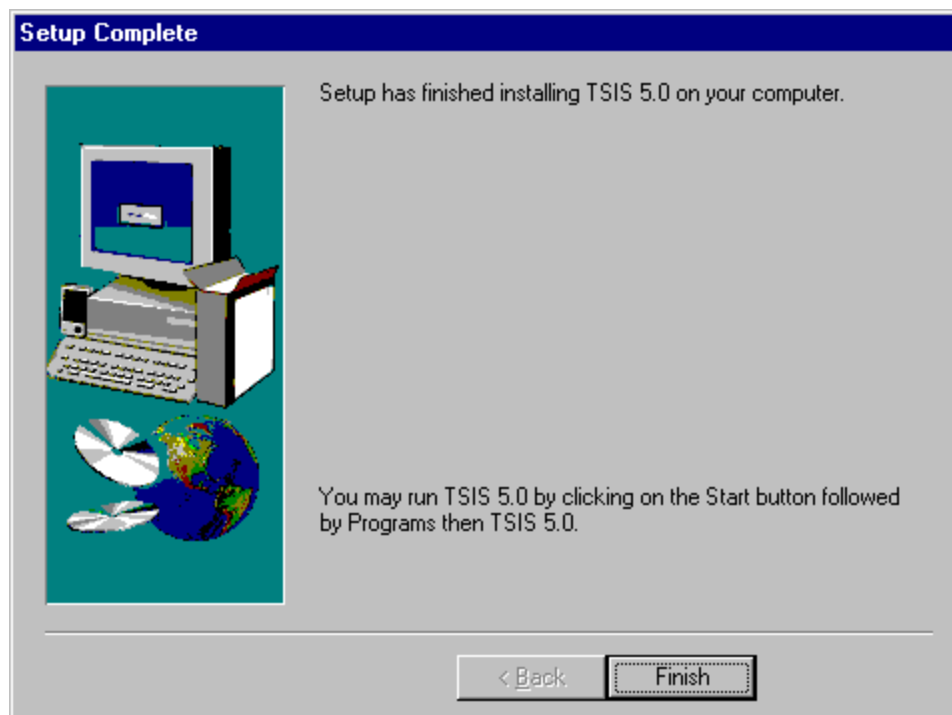 Setup Complete
Setup has finished installing TSIS 5.0 on your computer.
You may run TSIS 5.0 by clicking on the Start button followed
by Programs then TSIS 5.0.
< Back
Finish